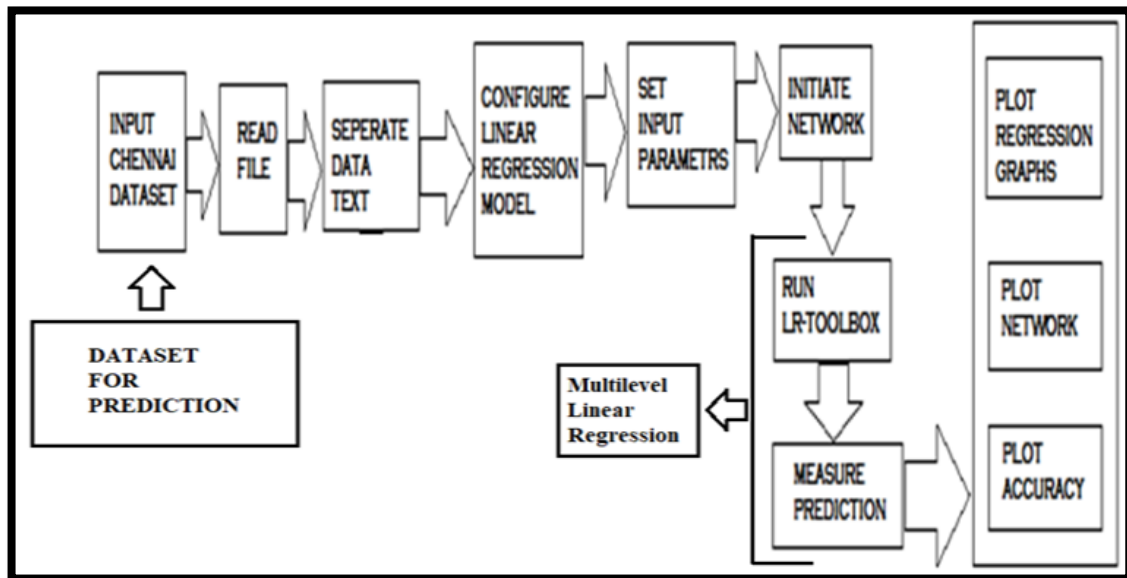 INPUT
CHENNAI
DATASET
READ
FILE
SEPERATE
DATA
TEXT
CONFIGURE
LINEAR
REGRESSION
MODEL
SET
INPUT
PARAMETRS
INITIATE
NETWORK
RUN
LR-TOOLBOX
MEASURE
PREDICTION
PLOT
REGRESSION
GRAPHS
PLOT
NETWORK
PLOT
ACCURACY
DATASET
FOR
PREDICTION
Multilevel
Linear
Regression